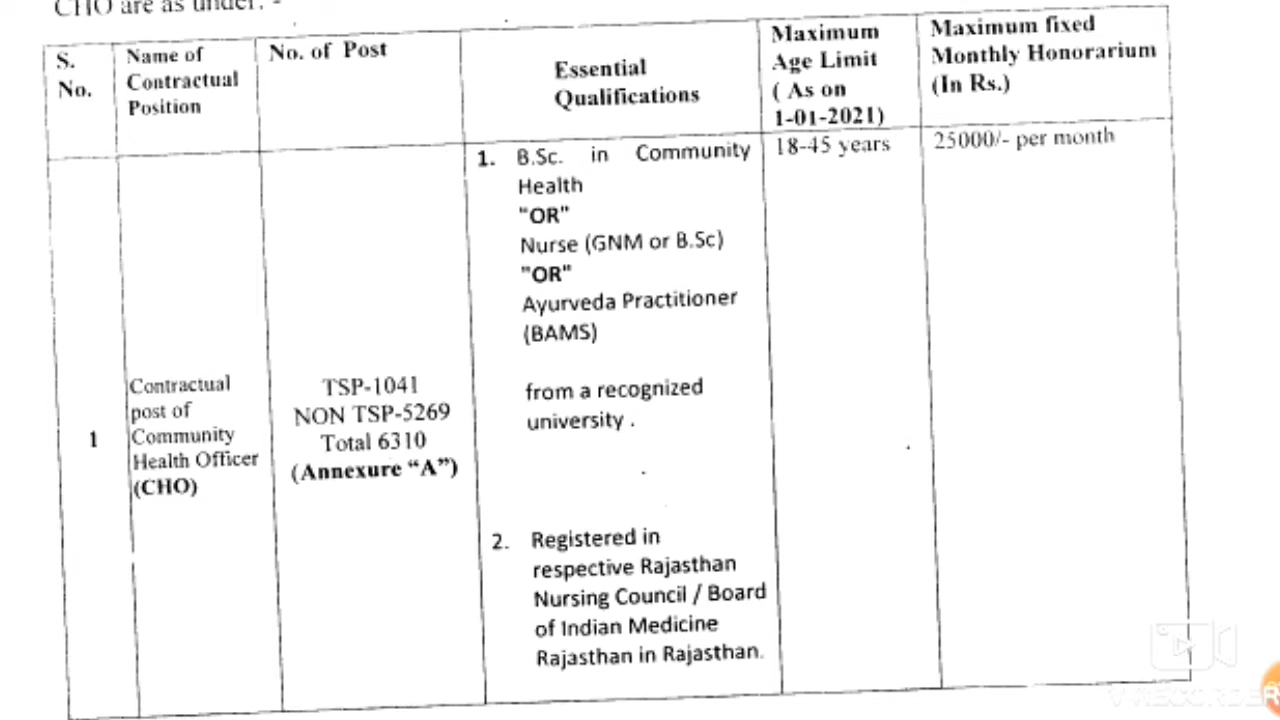 CHO are as under: -
S.
No.
Name of
Contractual
Position
No. of Post
Essential
Qualifications
Maximum
Age Limit
( As on
1-01-2021)
Maximum fixed
Monthly Honorarium
(In Rs.)
1
Contractual
post of
Community
Health Officer
(CHO)
TSP-1041
NON TSP-5269
Total 6310
(Annexure "A")
1. B.Sc. in Community
Health
"OR"
Nurse (GNM or B.Sc)
"OR"
Ayurveda Practitioner
(BAMS)
from a recognized
university .
2. Registered in
respective Rajasthan
Nursing Council / Board
of Indian Medicine
Rajasthan in Rajasthan.
18-45 years
25000/- per month
V RECORDER